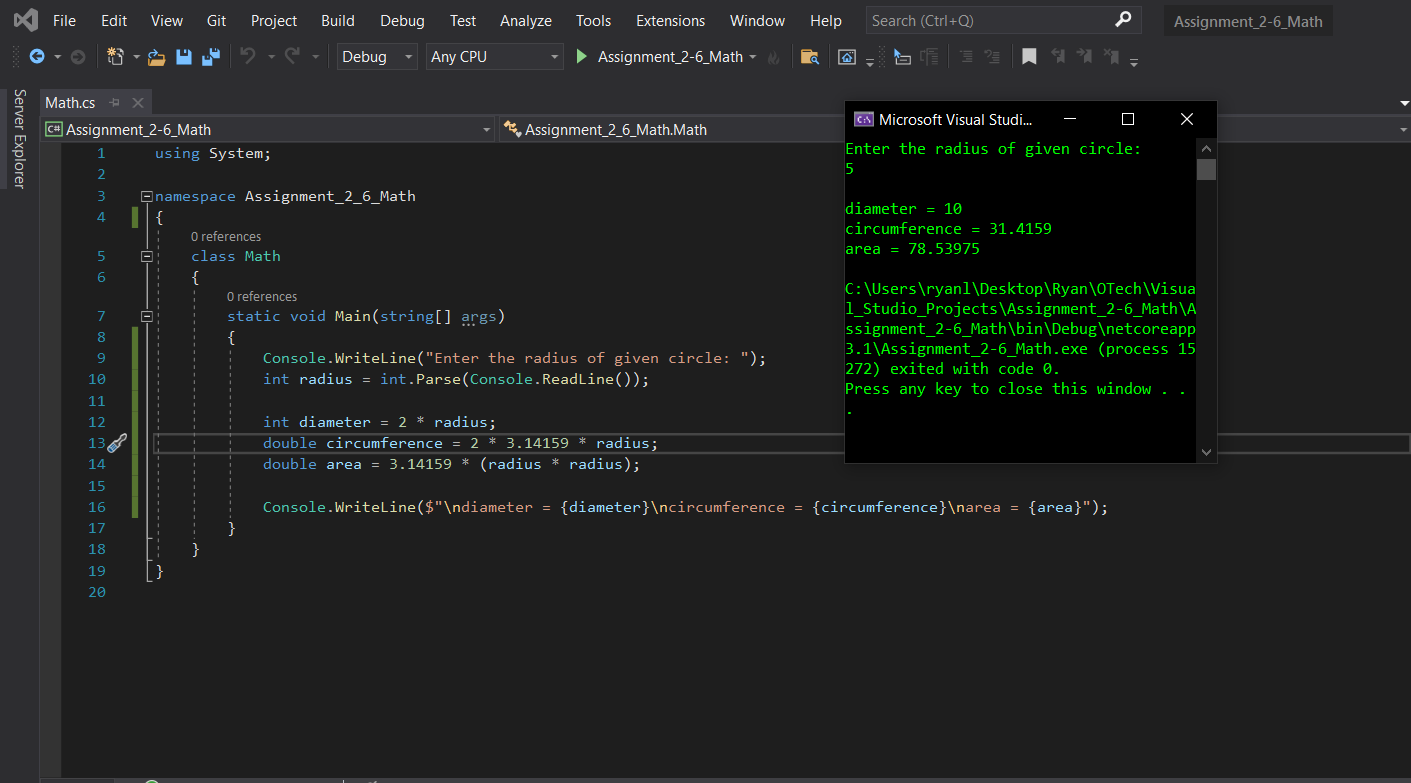 File Edit View Git Project Build Debug Test Analyze Tools Extensions Window Help Search (Ctrl+Q) Assignment_2-6_Math
Debug Any CPU Assignment_2-6_Math
Server Explorer
Math.cs
C# Assignment_2-6_Math Assignment_2_6_Math.Math
1 using System;
2
3 namespace Assignment_2_6_Math
4 {
0 references
5 class Math
6 {
0 references
7 static void Main(string[] args)
8 {
9 Console.WriteLine("Enter the radius of given circle: ");
10 int radius = int.Parse(Console.ReadLine());
11
12 int diameter = 2 * radius;
13 double circumference = 2 * 3.14159 * radius;
14 double area = 3.14159 * (radius * radius);
15
16 Console.WriteLine($"\ndiameter = {diameter}\ncircumference = {circumference}\narea = {area}");
17 }
18 }
19 }
20
C:\ Microsoft Visual Studi...
Enter the radius of given circle:
5
diameter = 10
circumference = 31.4159
area = 78.53975
C:\Users\ryanl\Desktop\Ryan\OTech\Visua
l_Studio_Projects\Assignment_2-6_Math\A
ssignment_2-6_Math\bin\Debug\netcoreapp
3.1\Assignment_2-6_Math.exe (process 15
272) exited with code 0.
Press any key to close this window . .
.